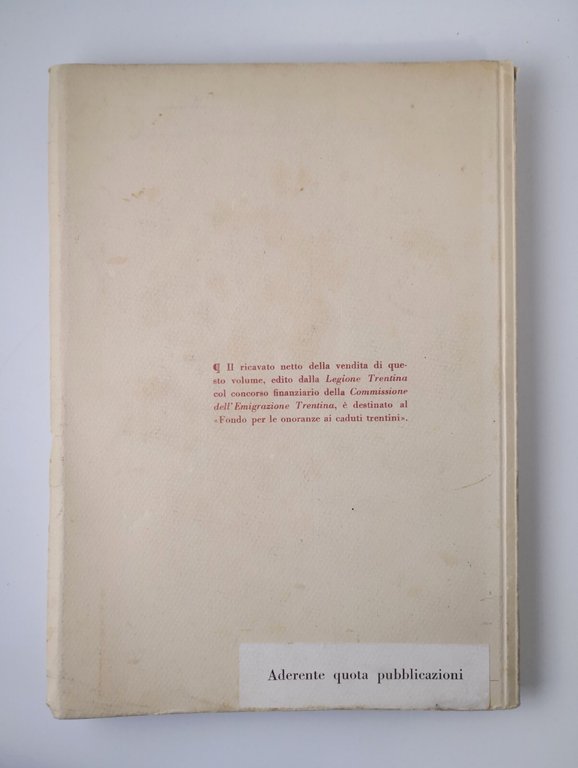 ¶ Il ricavato netto della vendita di que-
sto volume, edito dalla Legione Trentina
col concorso finanziario della Commissione
dell'Emigrazione Trentina, è destinato al
«Fondo per le onoranze ai caduti trentini».
Aderente quota pubblicazioni